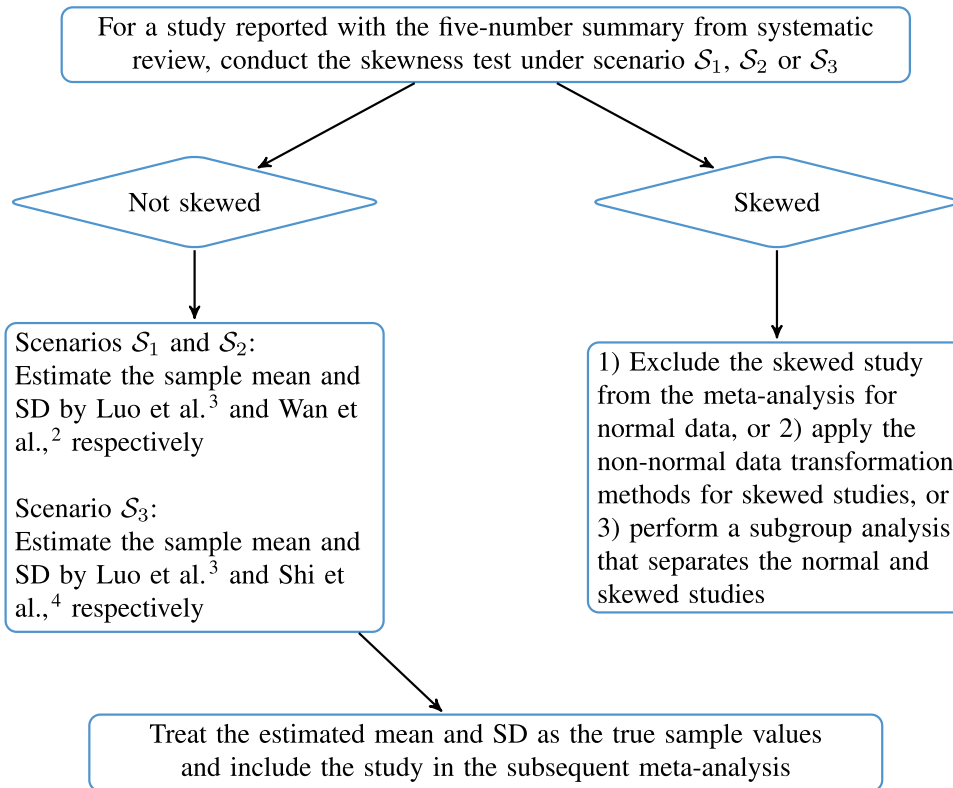 For a study reported with the five-number summary from systematic
review, conduct the skewness test under scenario 𝒮₁, 𝒮₂ or 𝒮₃
Not skewed
Skewed
Scenarios 𝒮₁ and 𝒮₂:
Estimate the sample mean and
SD by Luo et al.³ and Wan et
al.,² respectively
Scenario 𝒮₃:
Estimate the sample mean and
SD by Luo et al.³ and Shi et
al.,⁴ respectively
1) Exclude the skewed study
from the meta-analysis for
normal data, or 2) apply the
non-normal data transformation
methods for skewed studies, or
3) perform a subgroup analysis
that separates the normal and
skewed studies
Treat the estimated mean and SD as the true sample values
and include the study in the subsequent meta-analysis